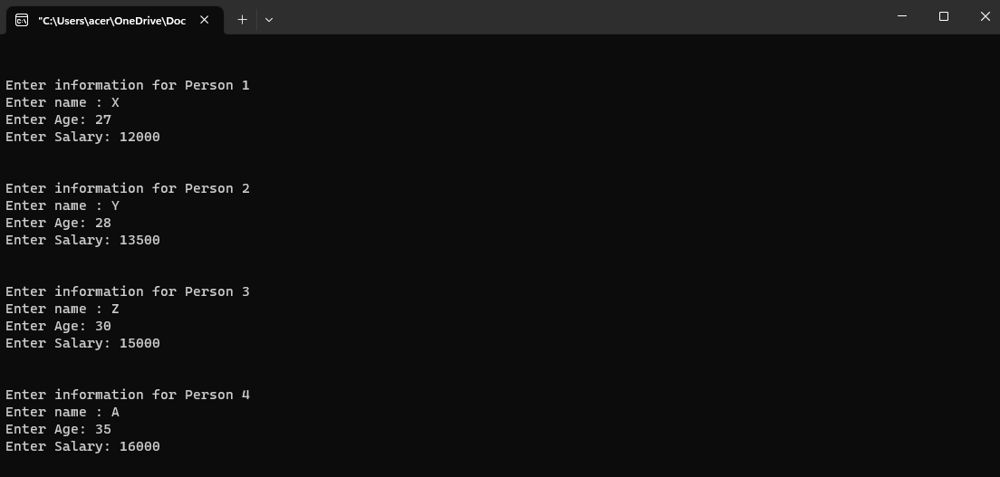 "C:\Users\acer\OneDrive\Doc
Enter information for Person 1
Enter name : X
Enter Age: 27
Enter Salary: 12000
Enter information for Person 2
Enter name : Y
Enter Age: 28
Enter Salary: 13500
Enter information for Person 3
Enter name : Z
Enter Age: 30
Enter Salary: 15000
Enter information for Person 4
Enter name : A
Enter Age: 35
Enter Salary: 16000